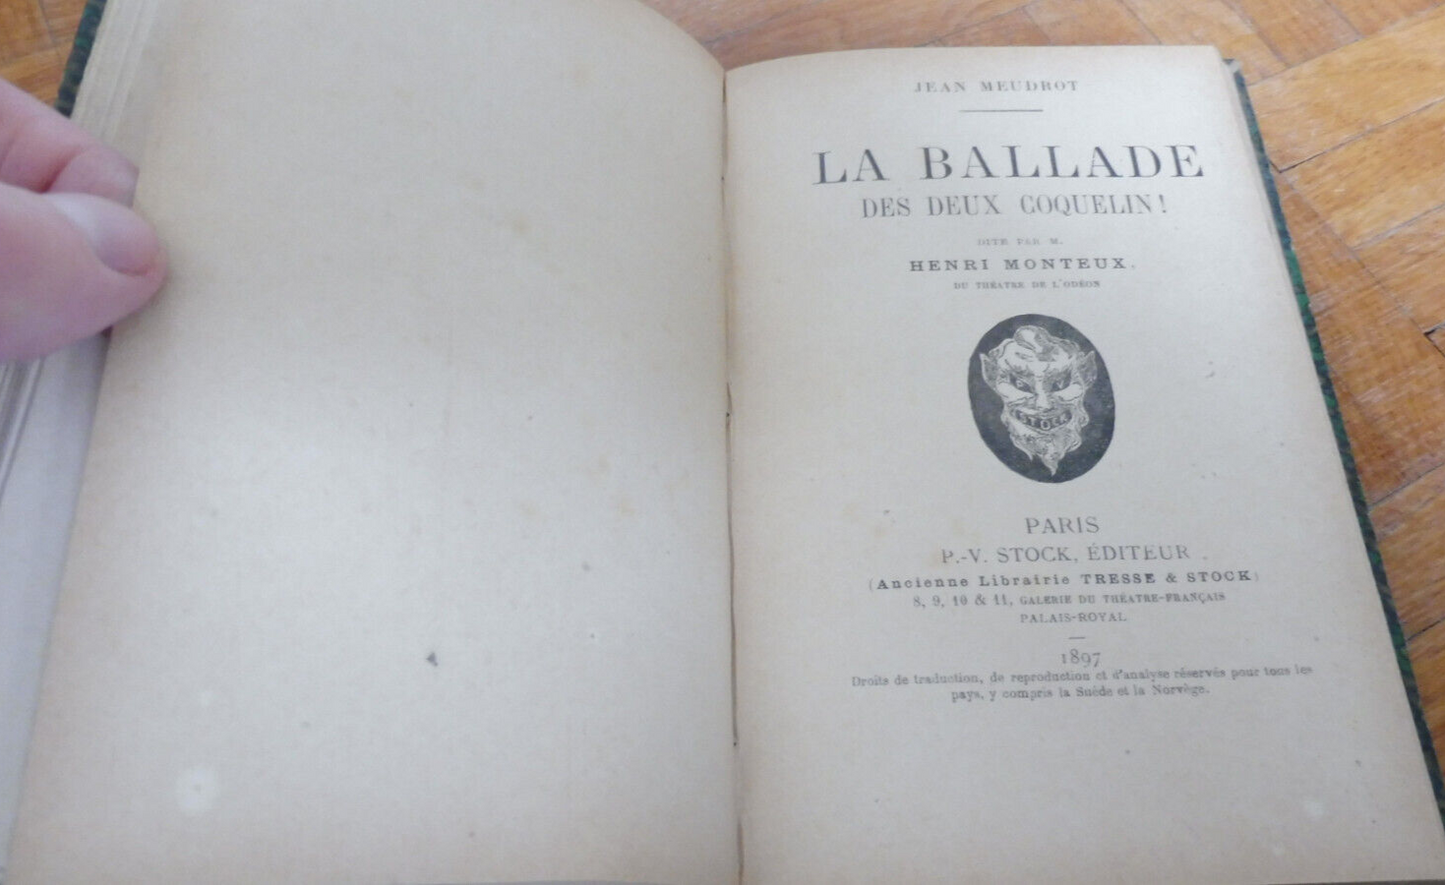 JEAN MEUDROT
LA BALLADE
DES DEUX COQUELIN!
DITE PAR M.
HENRI MONTEUX,
DU THÉATRE DE L'ODÉON
STOCK
PARIS
P.-V. STOCK, ÉDITEUR
(Ancienne Librairie TRESSE & STOCK)
8, 9, 10 & 11, GALERIE DU THÉATRE-FRANÇAIS
PALAIS-ROYAL
1897
Droits de traduction, de reproduction et d'analyse réservés pour tous les
pays, y compris la Suède et la Norvège.